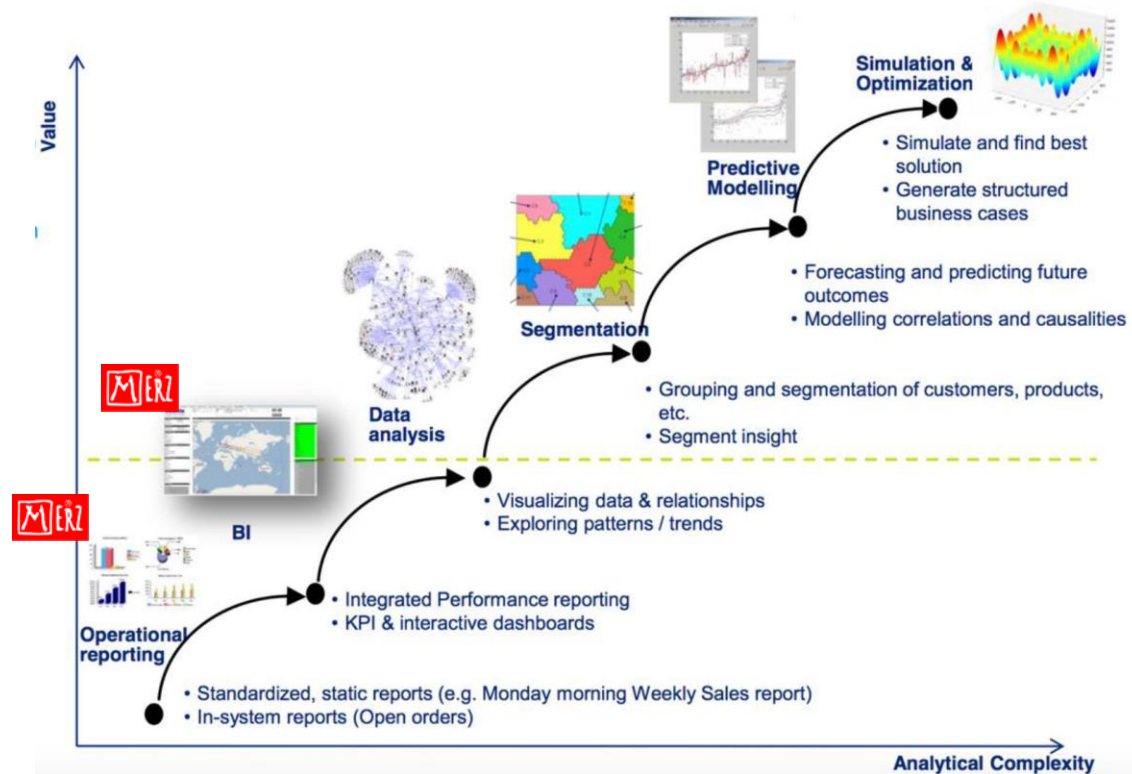 Value
Simulation &
Optimization
• Simulate and find best
solution
• Generate structured
business cases
Predictive
Modelling
• Forecasting and predicting future
outcomes
• Modelling correlations and causalities
Segmentation
• Grouping and segmentation of customers, products,
etc.
• Segment insight
Data
analysis
• Visualizing data & relationships
• Exploring patterns / trends
MERZ
BI
• Integrated Performance reporting
• KPI & interactive dashboards
MERZ
Operational
reporting
• Standardized, static reports (e.g. Monday morning Weekly Sales report)
• In-system reports (Open orders)
Analytical Complexity